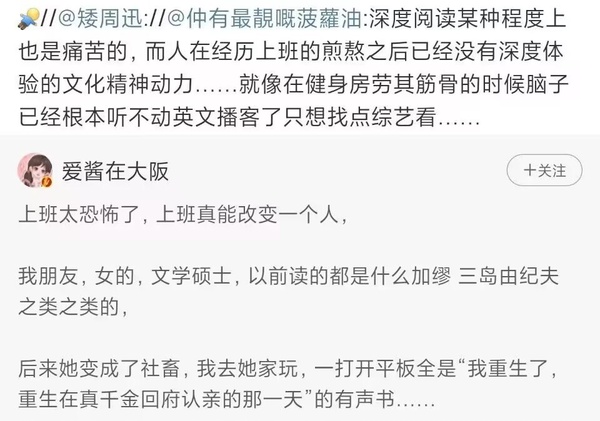 //@矮周迅://@仲有最靚嘅菠蘿油:深度阅读某种程度上
也是痛苦的，而人在经历上班的煎熬之后已经没有深度体
验的文化精神动力……就像在健身房劳其筋骨的时候脑子
已经根本听不动英文播客了只想找点综艺看……
爱酱在大阪
+关注
上班太恐怖了，上班真能改变一个人，
我朋友，女的，文学硕士，以前读的都是什么加缪 三岛由纪夫
之类之类的，
后来她变成了社畜，我去她家玩，一打开平板全是“我重生了，
重生在真千金回府认亲的那一天”的有声书……